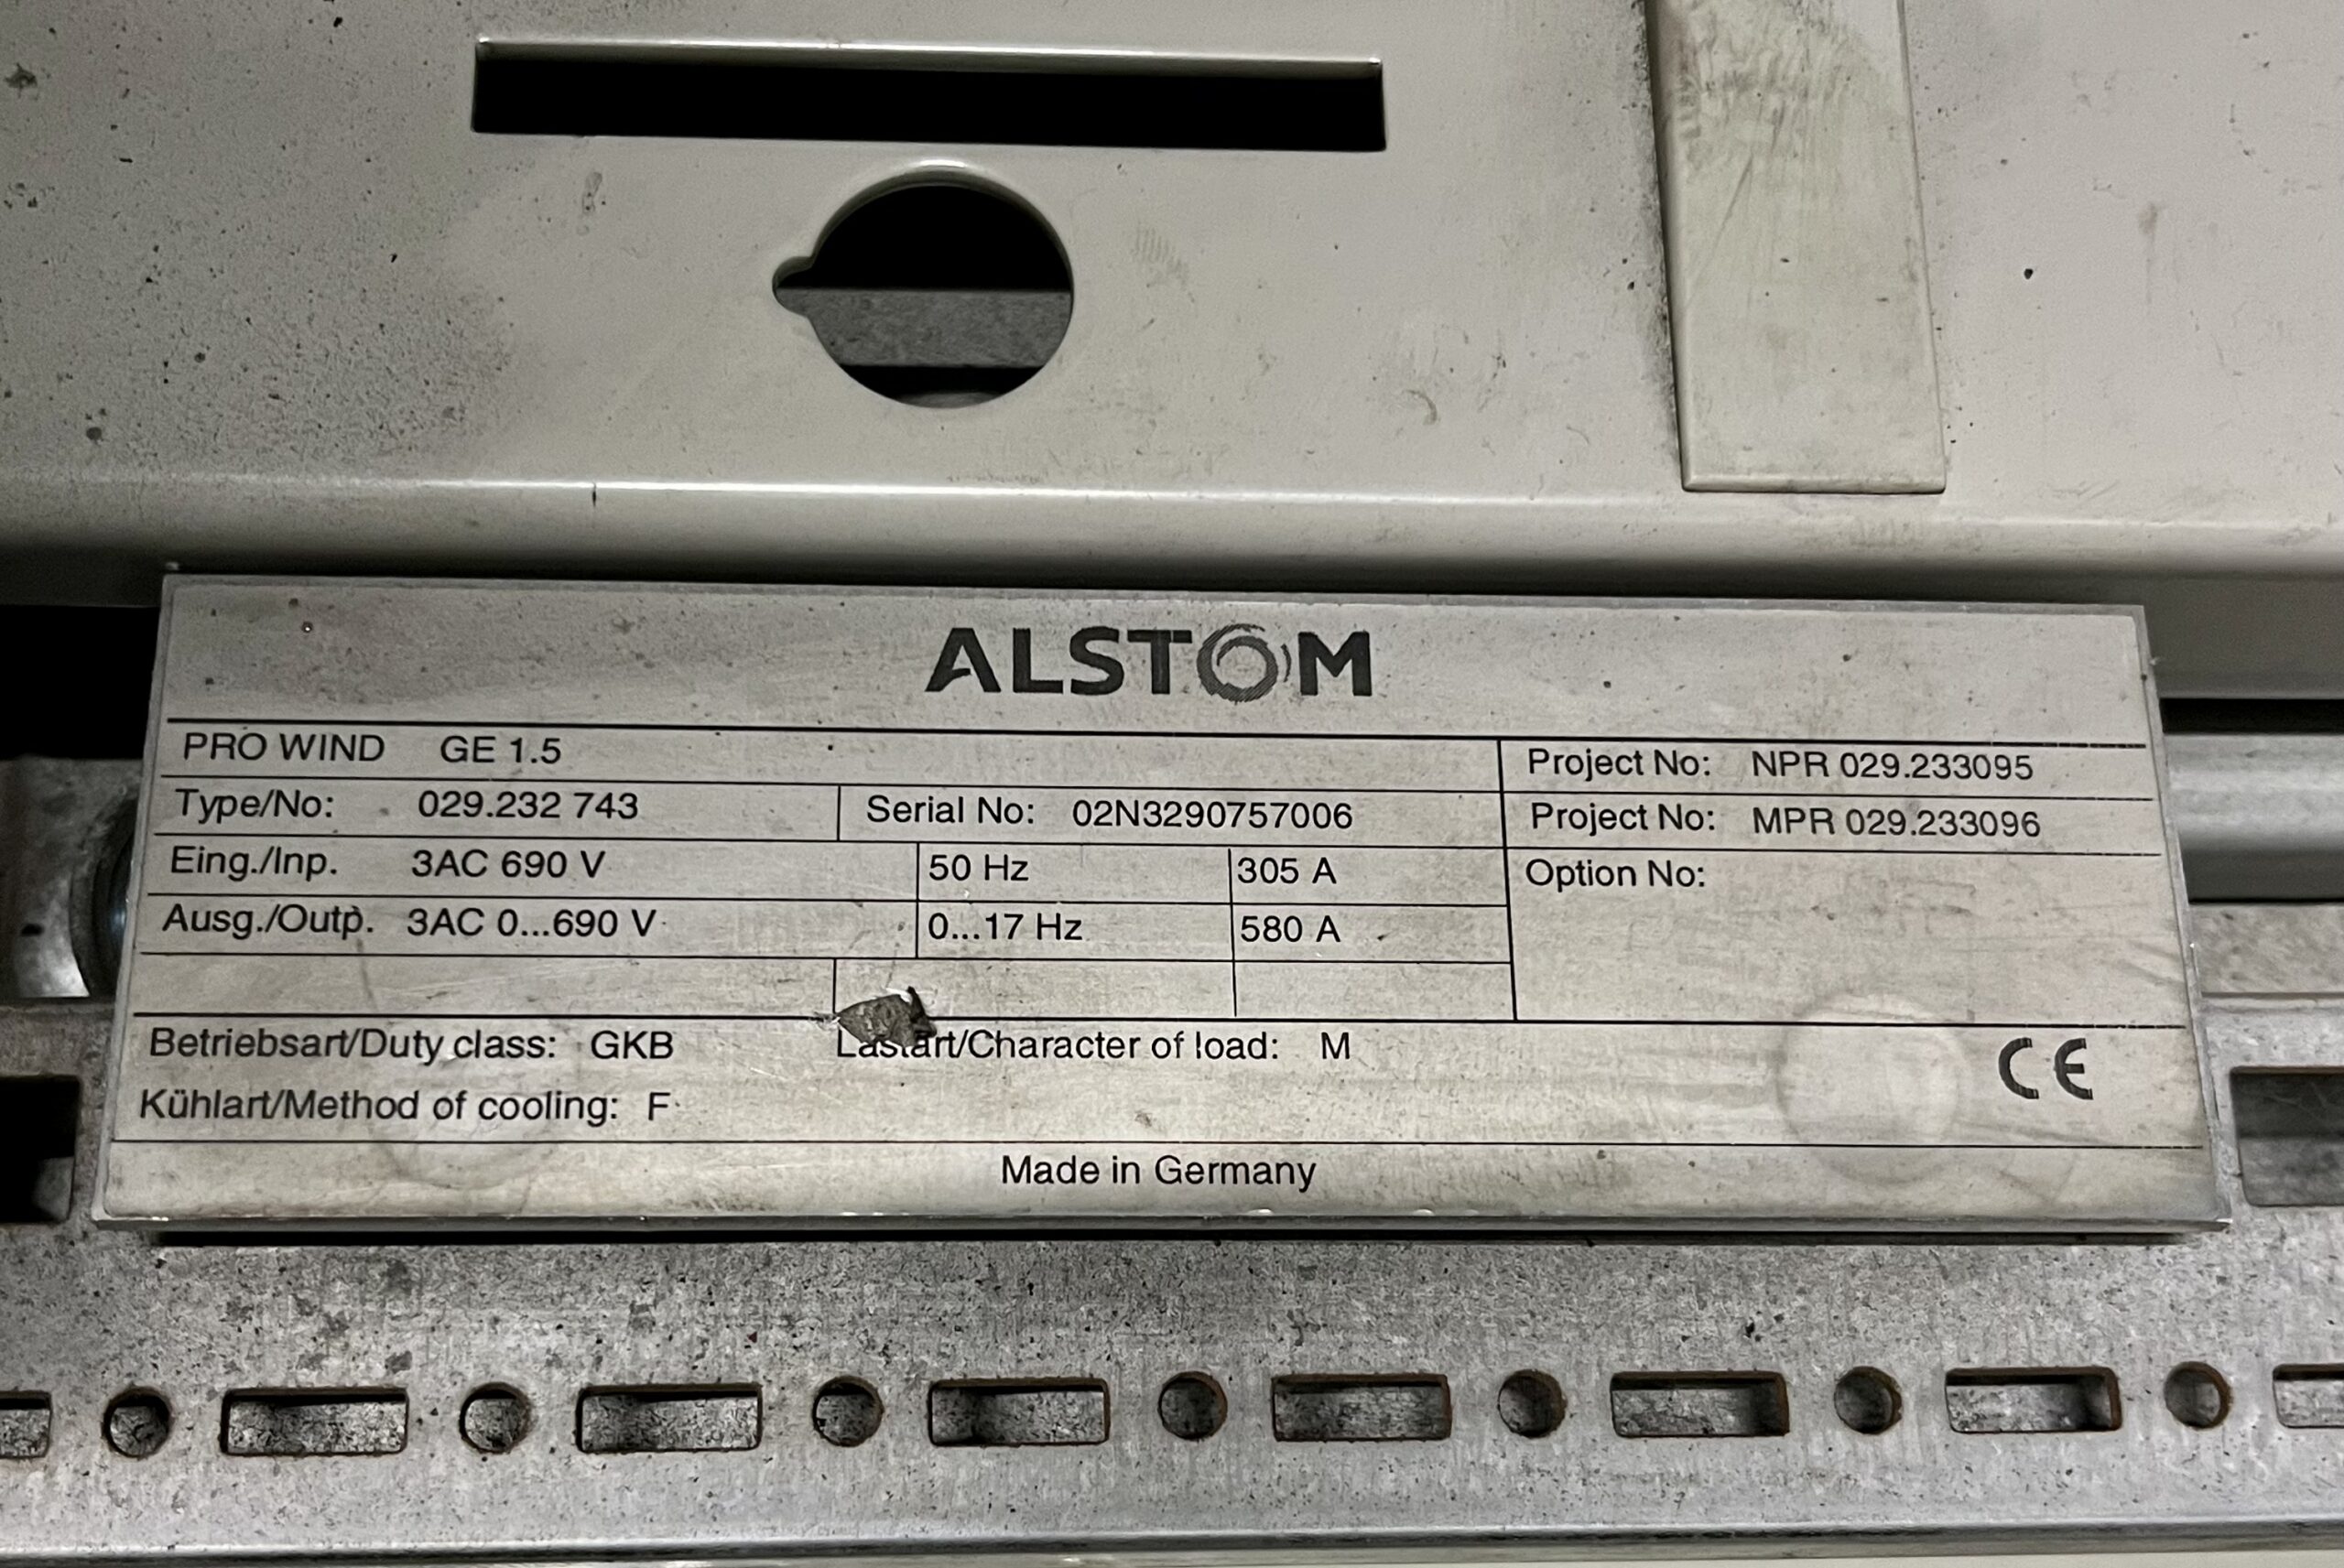 ALSTOM
PRO WIND GE 1.5
Project No: NPR 029.233095
Type/No: 029.232 743 Serial No: 02N3290757006
Project No: MPR 029.233096
Eing./Inp. 3AC 690 V 50 Hz 305 A
Option No:
Ausg./Outp. 3AC 0...690 V 0...17 Hz 580 A
Betriebsart/Duty class: GKB Lastart/Character of load: M
CE
Kühlart/Method of cooling: F
Made in Germany